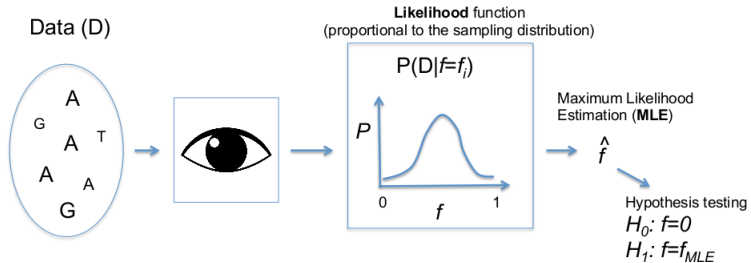 Data (D)
A
G
T
A
A
A
G
Likelihood function
(proportional to the sampling distribution)
P(D|f=fᵢ)
P
0
1
f
Maximum Likelihood
Estimation (MLE)
f̂
Hypothesis testing
H₀: f=0
H₁: f=f_MLE